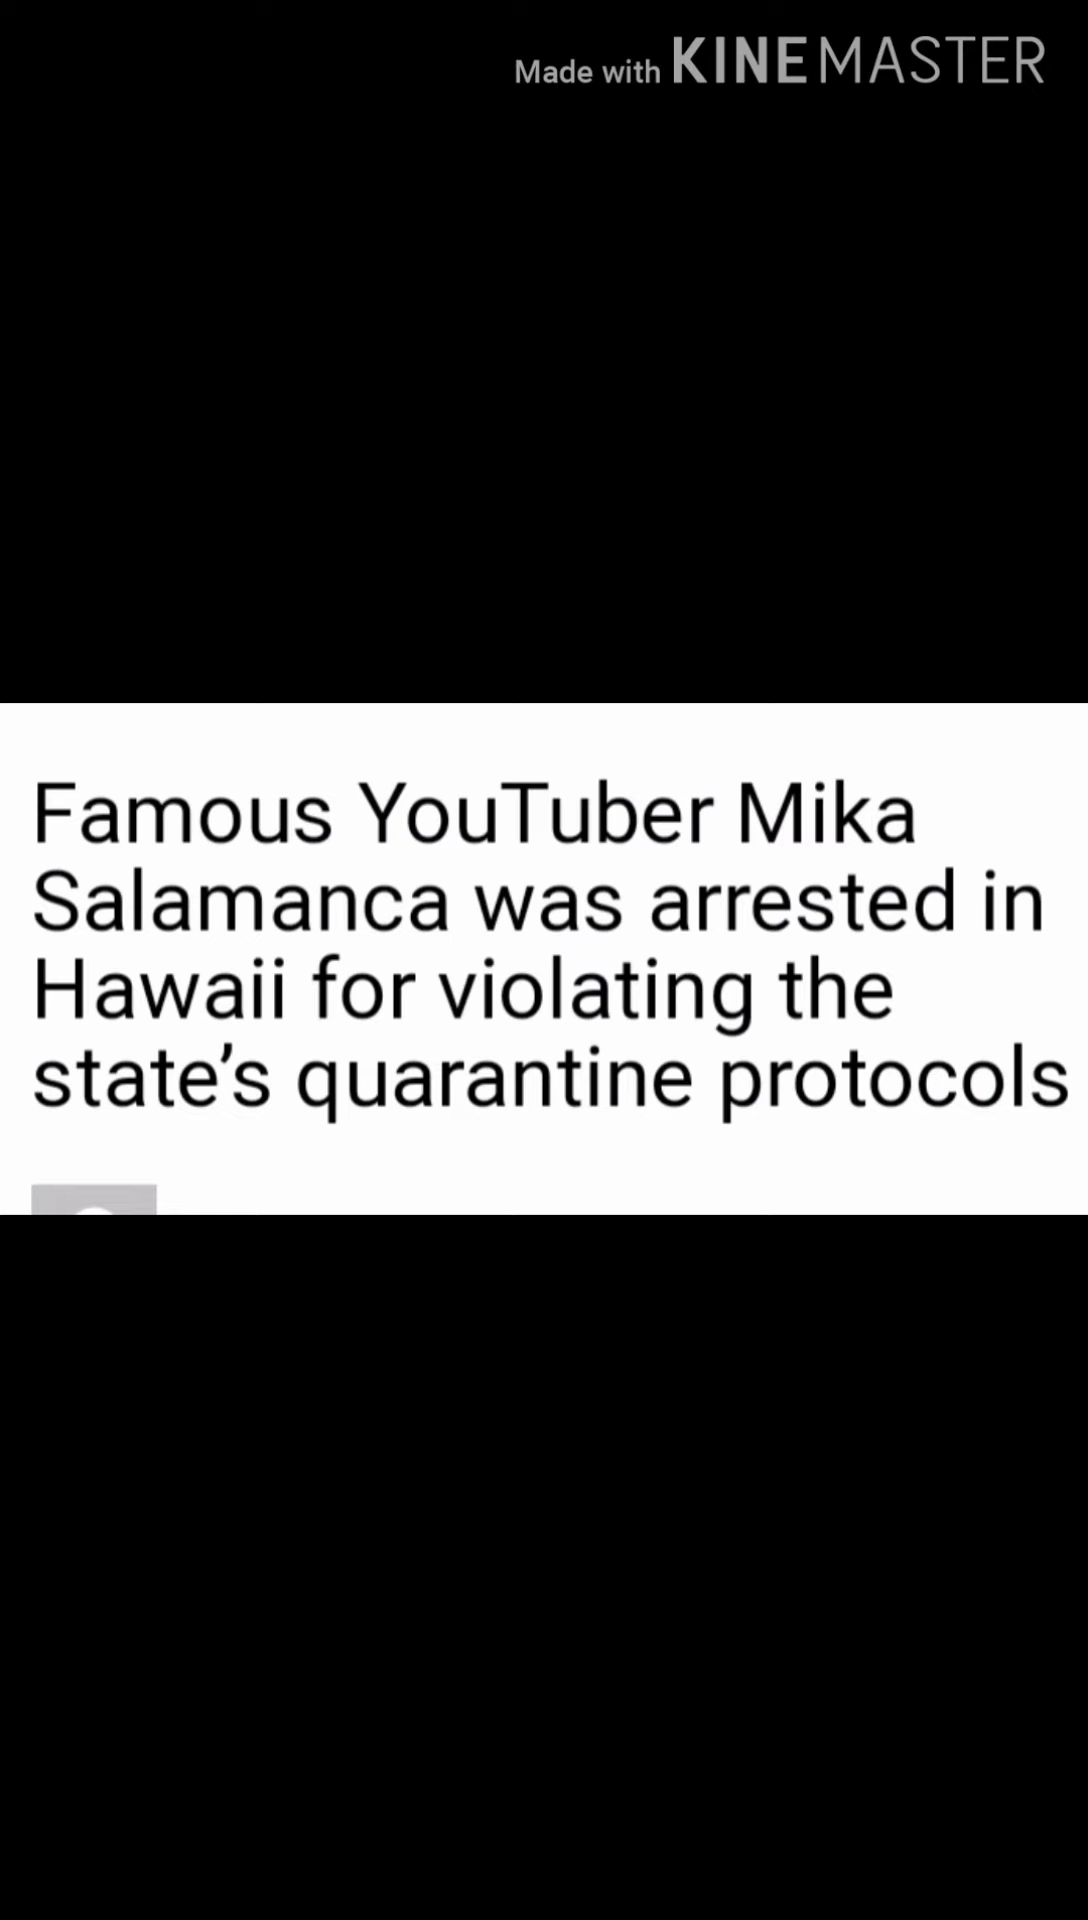 Made with KINEMASTER
Famous YouTuber Mika
Salamanca was arrested in
Hawaii for violating the
state’s quarantine protocols